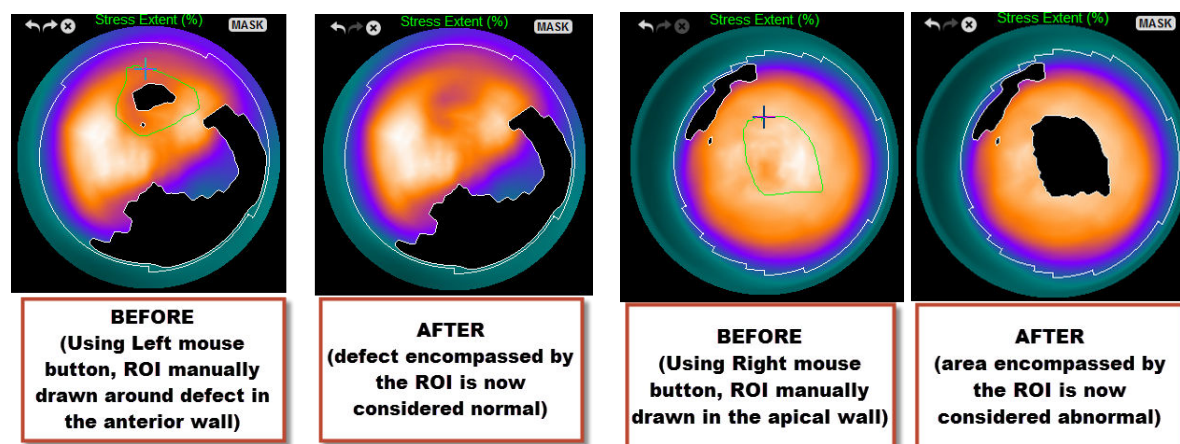 Stress Extent (%)
MASK
Stress Extent (%)
MASK
Stress Extent (%)
MASK
Stress Extent (%)
MASK
BEFORE
(Using Left mouse
button, ROI manually
drawn around defect in
the anterior wall)
AFTER
(defect encompassed by
the ROI is now
considered normal)
BEFORE
(Using Right mouse
button, ROI manually
drawn in the apical wall)
AFTER
(area encompassed by
the ROI is now
considered abnormal)